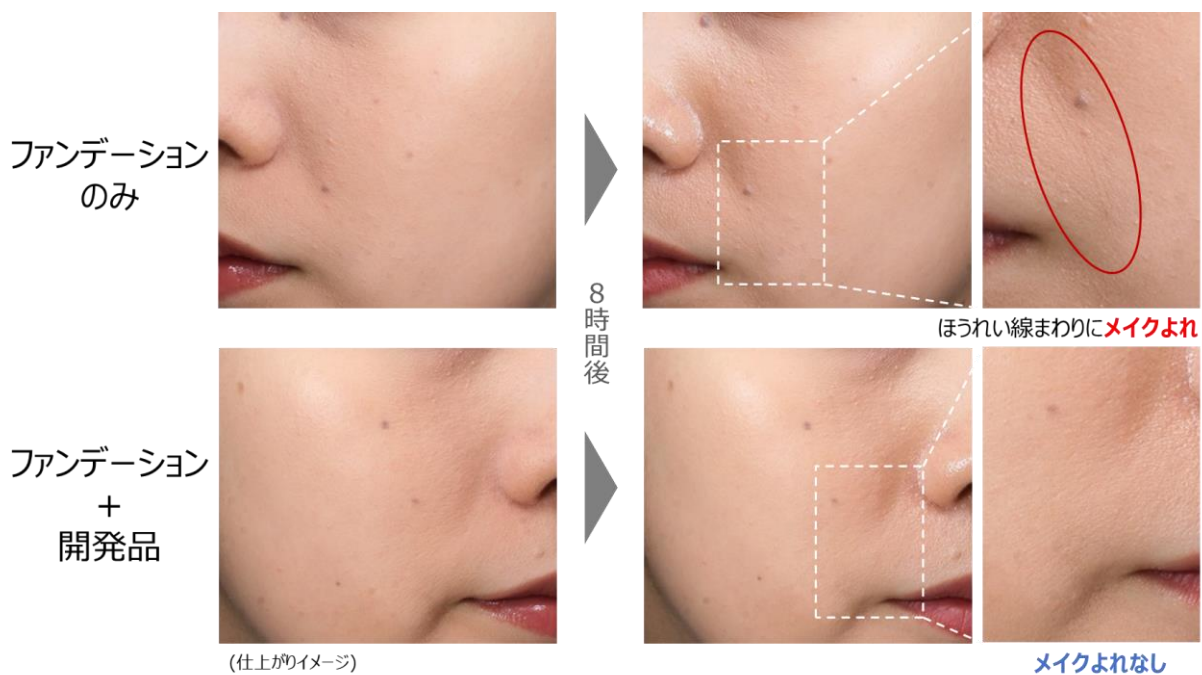 ファンデーション
のみ
8時間後
ほうれい線まわりにメイクよれ
ファンデーション
+
開発品
(仕上がりイメージ)
メイクよれなし